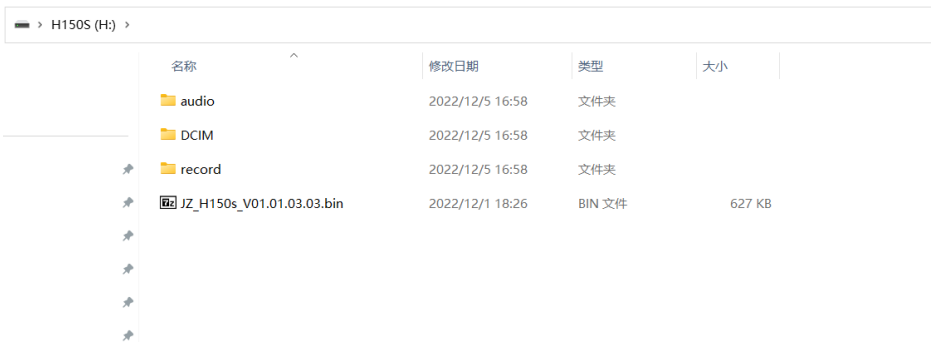 H150S (H:)
名称 修改日期 类型 大小
audio 2022/12/5 16:58 文件夹
DCIM 2022/12/5 16:58 文件夹
record 2022/12/5 16:58 文件夹
7z JZ_H150s_V01.01.03.03.bin 2022/12/1 18:26 BIN 文件 627 KB